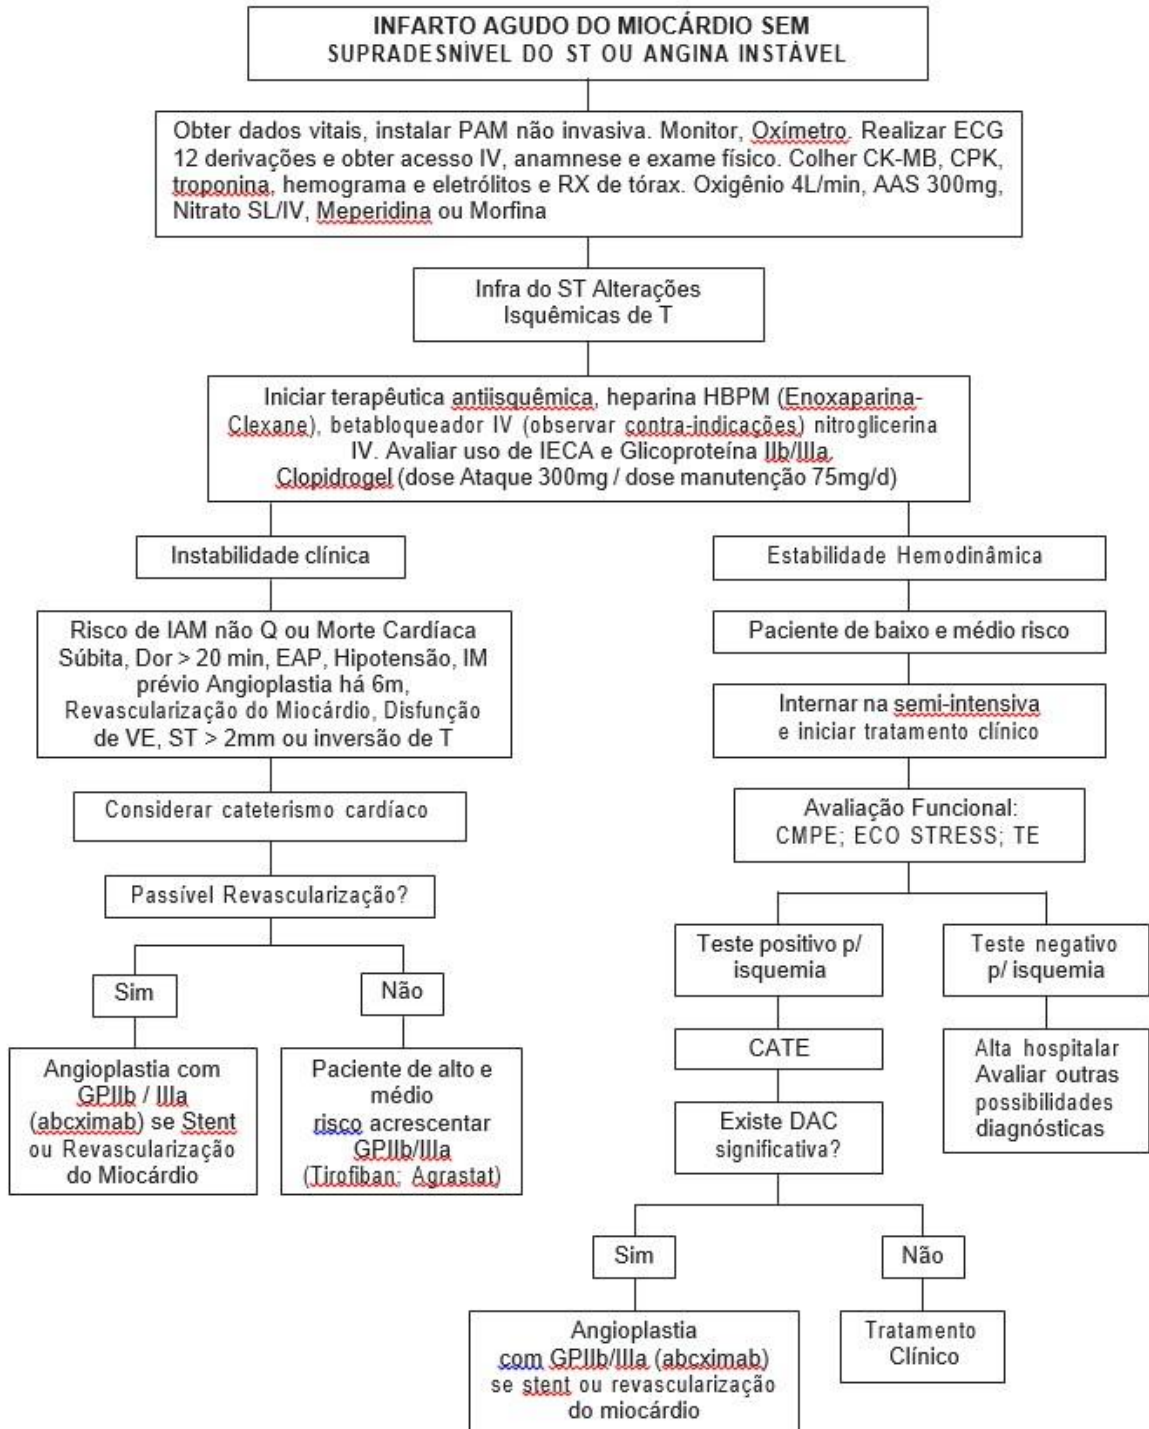 INFARTO AGUDO DO MIOCÁRDIO SEM
SUPRADESNÍVEL DO ST OU ANGINA INSTÁVEL
Obter dados vitais, instalar PAM não invasiva. Monitor, Oxímetro. Realizar ECG
12 derivações e obter acesso IV, anamnese e exame físico. Colher CK-MB, CPK,
troponina, hemograma e eletrólitos e RX de tórax. Oxigênio 4L/min, AAS 300mg,
Nitrato SL/IV, Meperidina ou Morfina
Infra do ST Alterações
Isquêmicas de T
Iniciar terapêutica antiisquêmica, heparina HBPM (Enoxaparina-
Clexane), betabloqueador IV (observar contra-indicações) nitroglicerina
IV. Avaliar uso de IECA e Glicoproteína IIb/IIIa.
Clopidrogel (dose Ataque 300mg / dose manutenção 75mg/d)
Instabilidade clínica
Risco de IAM não Q ou Morte Cardíaca
Súbita, Dor > 20 min, EAP, Hipotensão, IM
prévio Angioplastia há 6m,
Revascularização do Miocárdio, Disfunção
de VE, ST > 2mm ou inversão de T
Considerar cateterismo cardíaco
Passível Revascularização?
Sim
Não
Angioplastia com
GPIIb / IIIa
(abcximab) se Stent
ou Revascularização
do Miocárdio
Paciente de alto e
médio
risco acrescentar
GPIIb/IIIa
(Tirofiban; Agrastat)
Estabilidade Hemodinâmica
Paciente de baixo e médio risco
Internar na semi-intensiva
e iniciar tratamento clínico
Avaliação Funcional:
CMPE; ECO STRESS; TE
Teste positivo p/
isquemia
Teste negativo
p/ isquemia
CATE
Alta hospitalar
Avaliar outras
possibilidades
diagnósticas
Existe DAC
significativa?
Sim
Não
Angioplastia
com GPIIb/IIIa (abcximab)
se stent ou revascularização
do miocárdio
Tratamento
Clínico